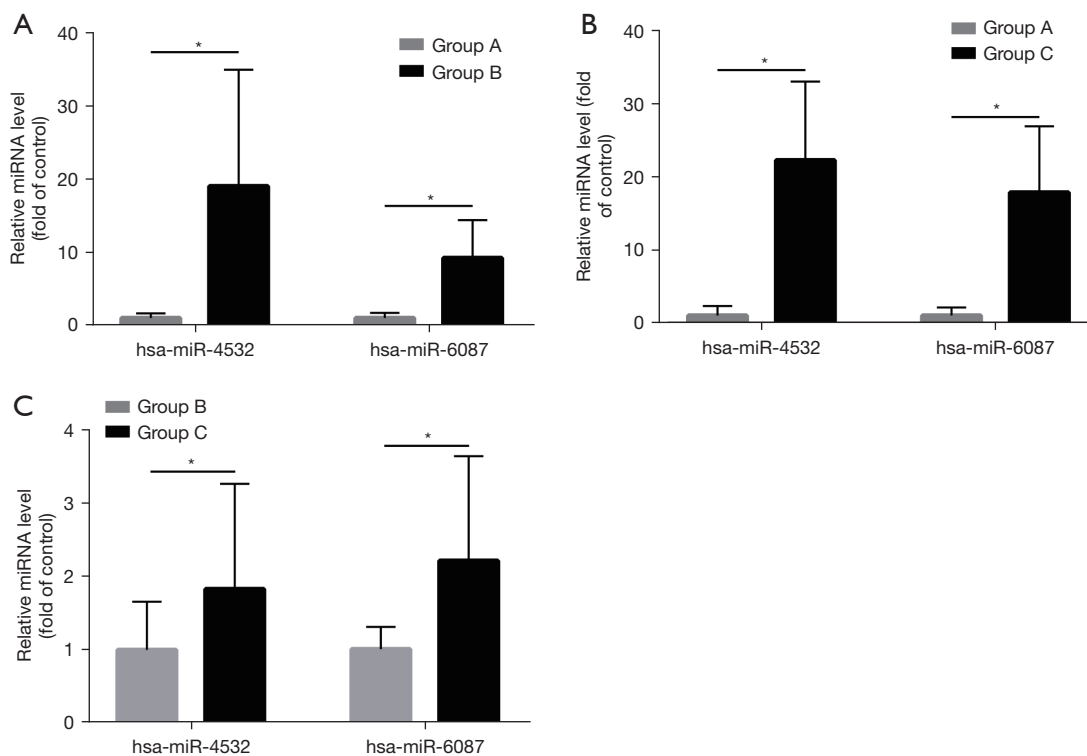 A
Relative miRNA level
(fold of control)
40
30
20
10
0
*
*
Group A
Group B
hsa-miR-4532
hsa-miR-6087
B
Relative miRNA level (fold
of control)
40
30
20
10
0
*
*
Group A
Group C
hsa-miR-4532
hsa-miR-6087
C
Group B
Group C
Relative miRNA level
(fold of control)
4
3
2
1
0
*
*
hsa-miR-4532
hsa-miR-6087